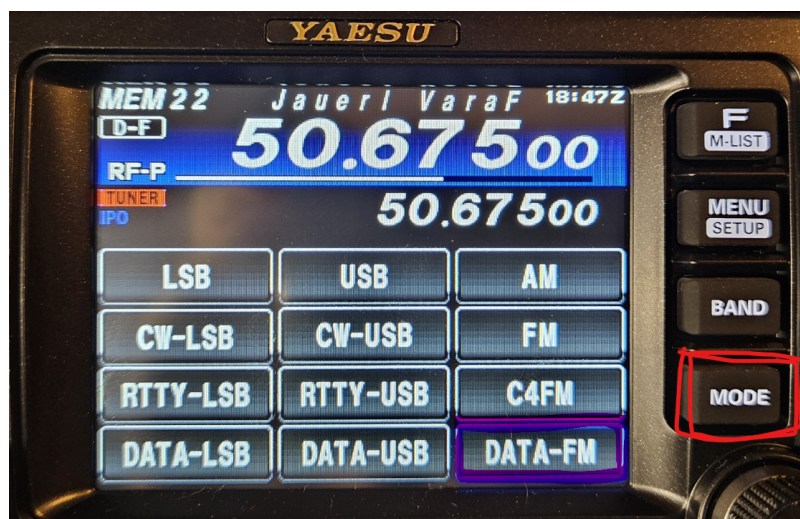 YAESU
MEM 22 Jauerl VaraF 18:47Z
D-F
50.67500
RF-P
TUNER
IPO
50.67500
LSB USB AM
CW-LSB CW-USB FM
RTTY-LSB RTTY-USB C4FM
DATA-LSB DATA-USB DATA-FM
F
M-LIST
MENU
SETUP
BAND
MODE